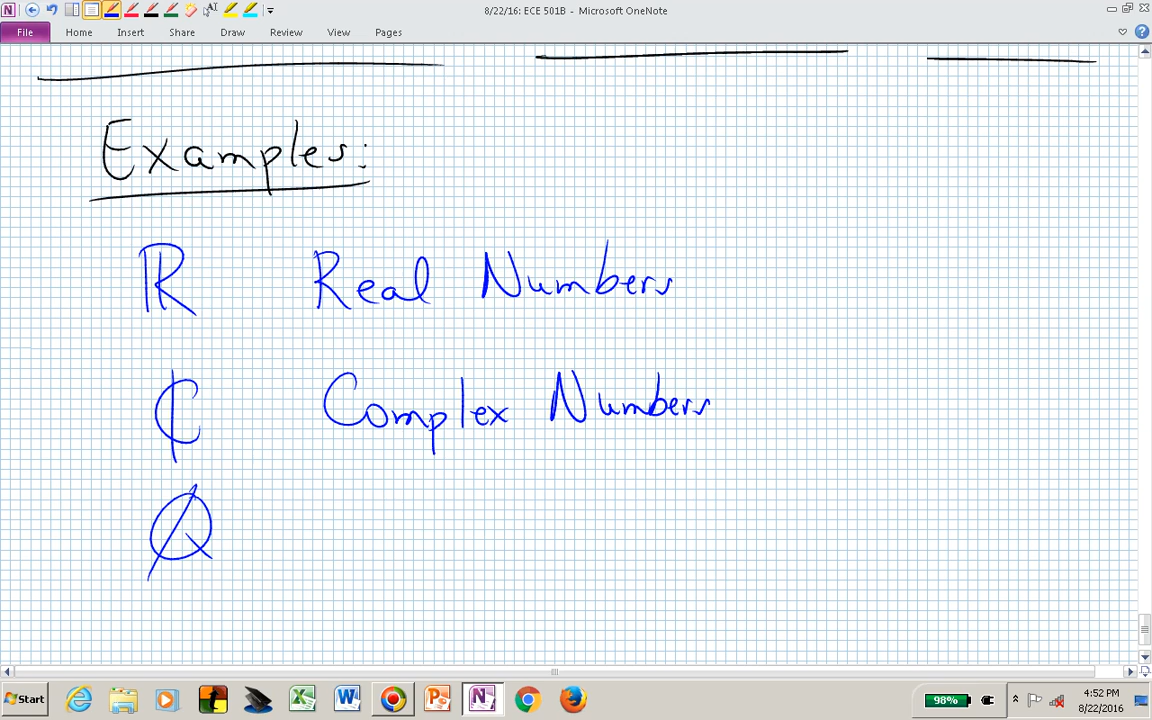 8/22/16: ECE 501B - Microsoft OneNote
File Home Insert Share Draw Review View Pages
Examples:
ℝ Real Numbers
ℂ Complex Numbers
ℚ
Start 98% 4:52 PM
8/22/2016